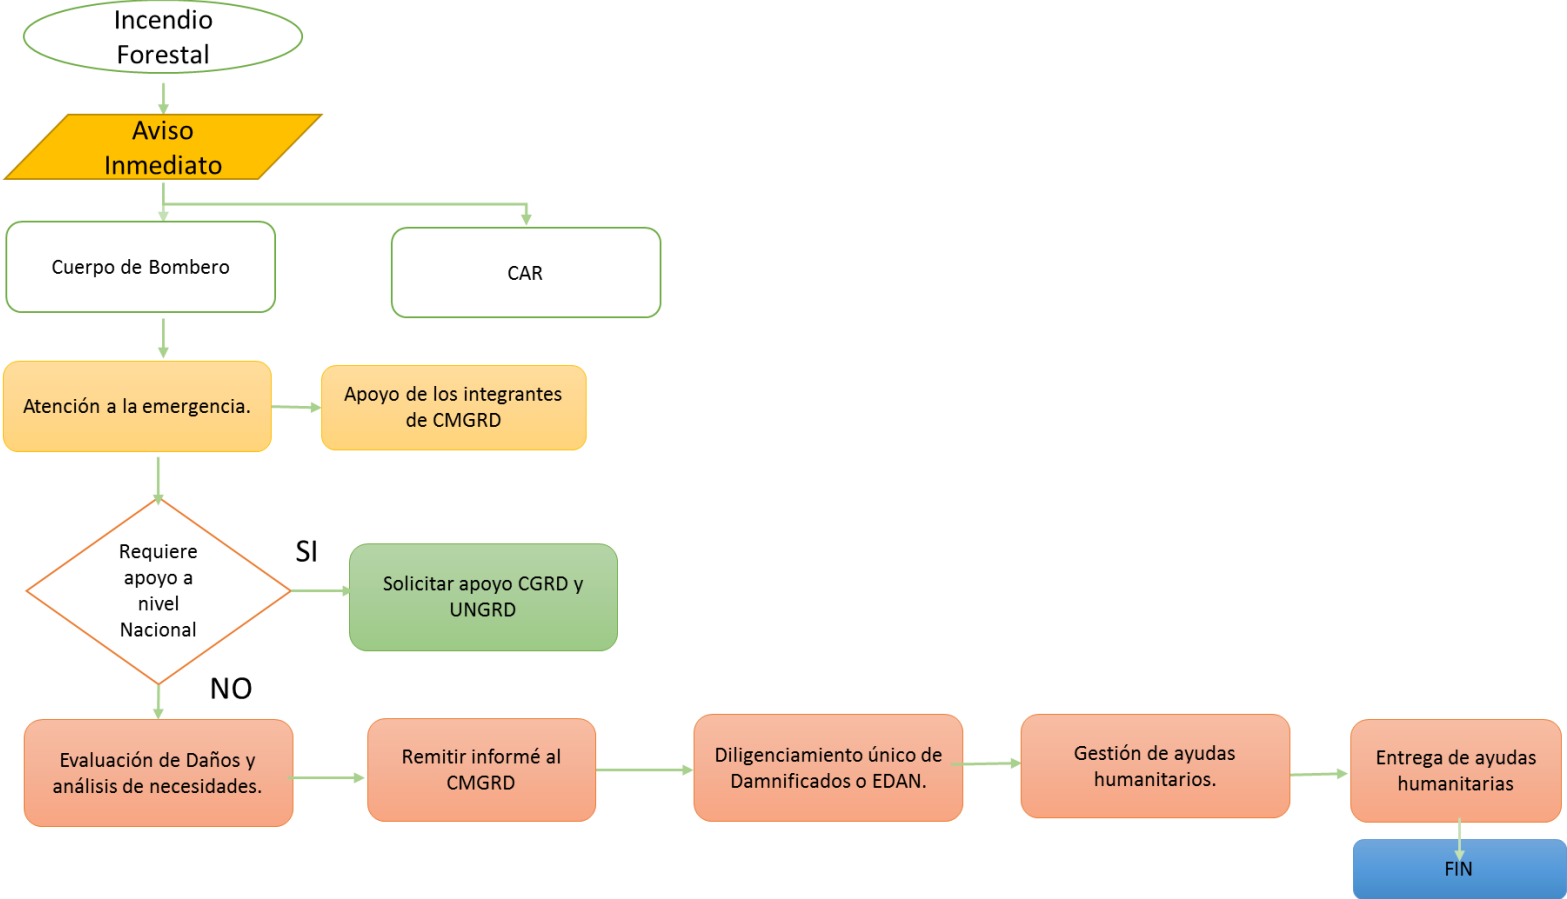 Incendio
Forestal
Aviso
Inmediato
Cuerpo de Bombero
CAR
Atención a la emergencia.
Apoyo de los integrantes
de CMGRD
Requiere
apoyo a
nivel
Nacional
SI
Solicitar apoyo CGRD y
UNGRD
NO
Evaluación de Daños y
análisis de necesidades.
Remitir informé al
CMGRD
Diligenciamiento único de
Damnificados o EDAN.
Gestión de ayudas
humanitarios.
Entrega de ayudas
humanitarias
FIN